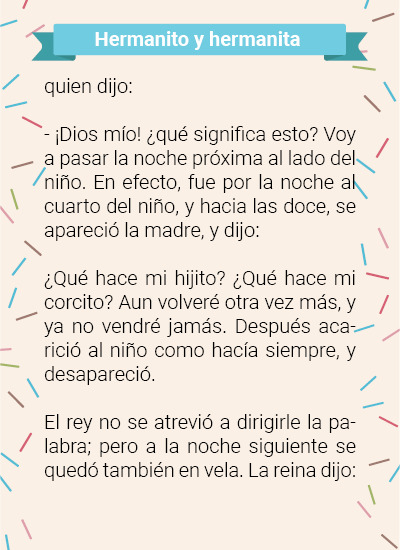 Hermanito y hermanita
quien dijo:
- ¡Dios mío! ¿qué significa esto? Voy
a pasar la noche próxima al lado del
niño. En efecto, fue por la noche al
cuarto del niño, y hacia las doce, se
apareció la madre, y dijo:
¿Qué hace mi hijito? ¿Qué hace mi
corcito? Aun volveré otra vez más, y
ya no vendré jamás. Después aca-
rició al niño como hacía siempre, y
desapareció.
El rey no se atrevió a dirigirle la pa-
labra; pero a la noche siguiente se
quedó también en vela. La reina dijo: